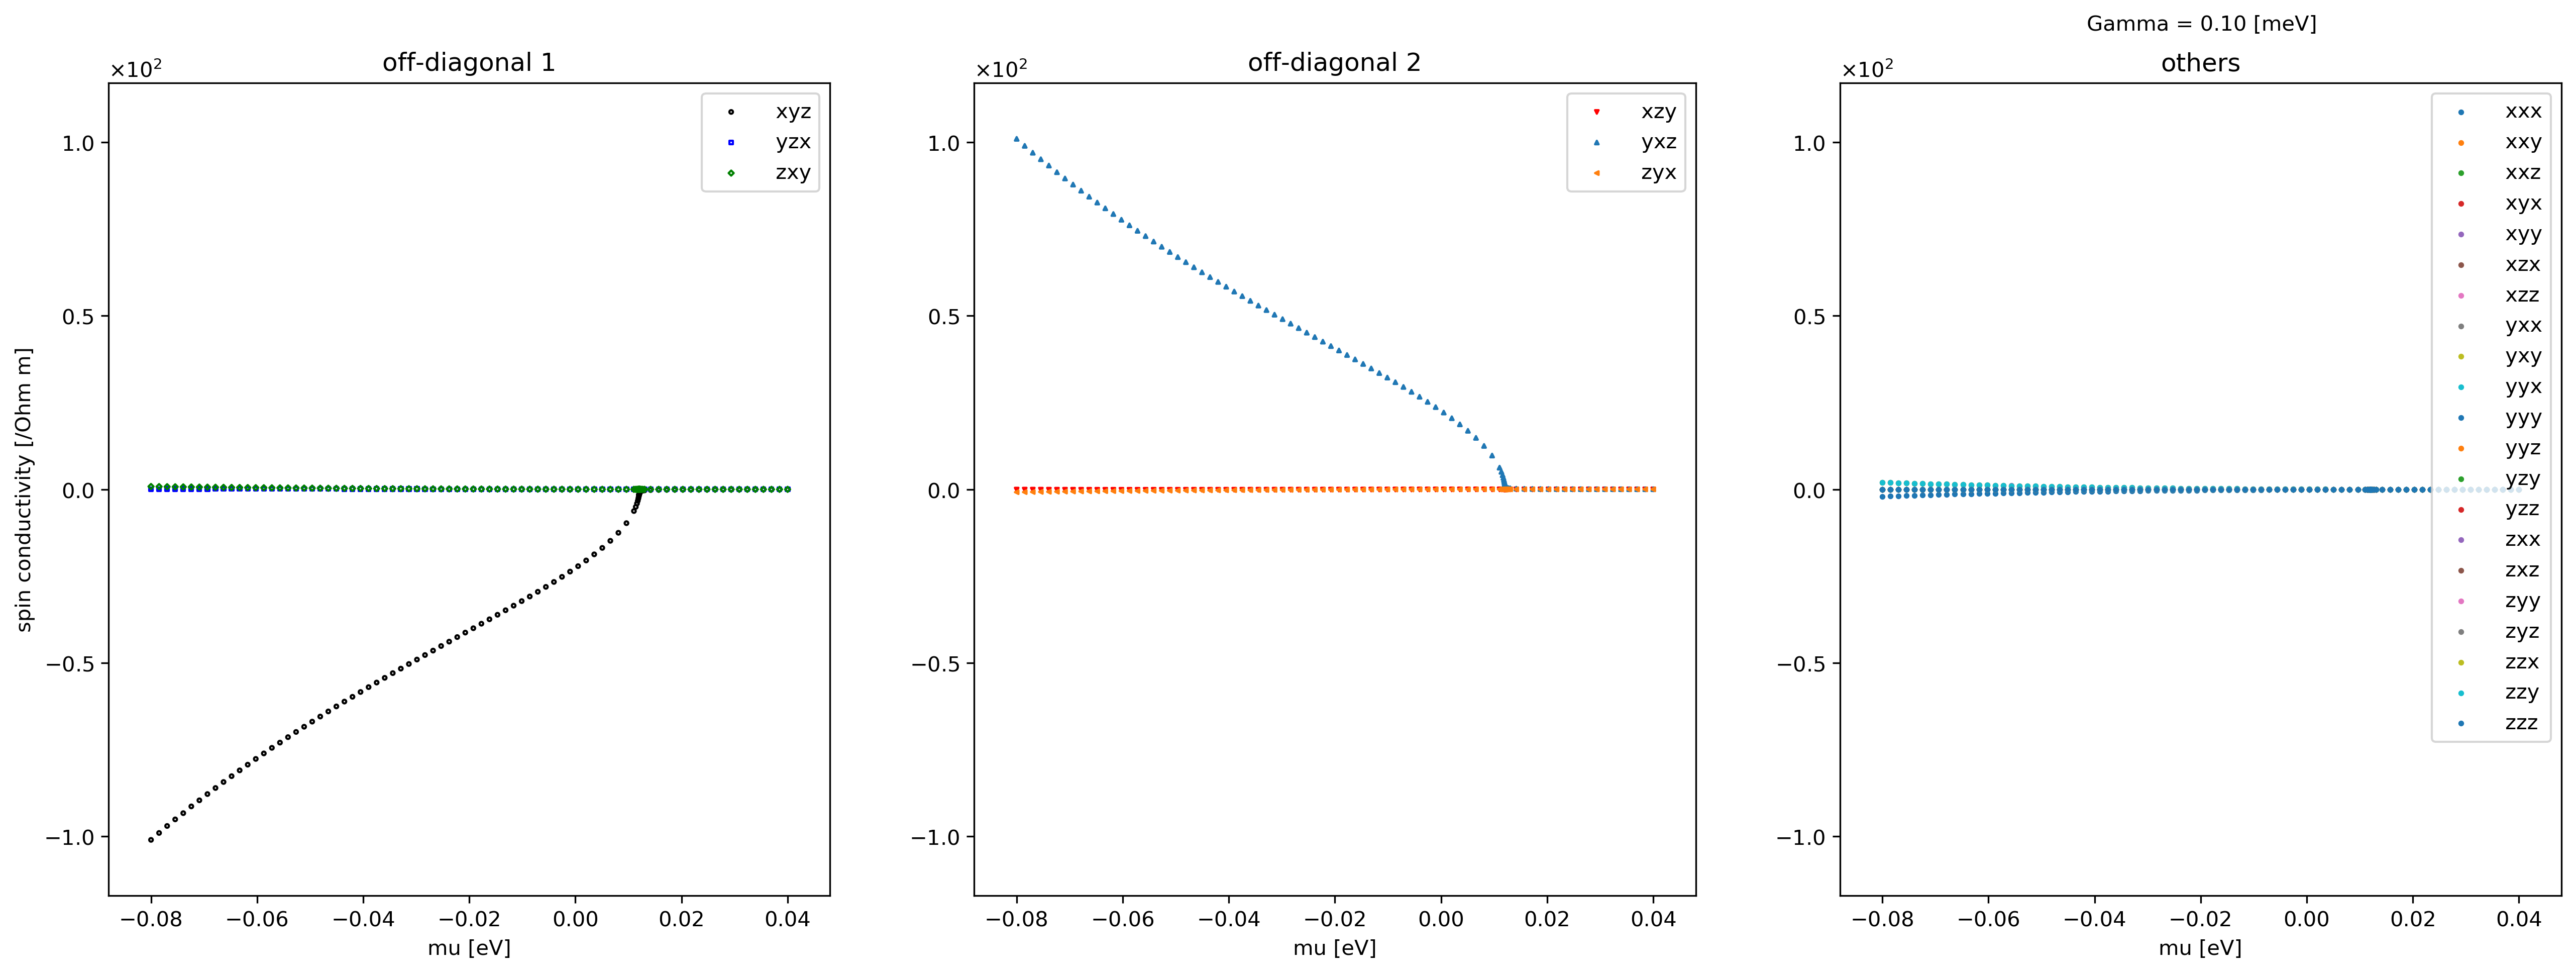 Gamma = 0.10 [meV]
off-diagonal 1
×10²
1.0
0.5
0.0
−0.5
−1.0
spin conductivity [/Ohm m]
xyz
yzx
zxy
−0.08 −0.06 −0.04 −0.02 0.00 0.02 0.04
mu [eV]
off-diagonal 2
×10²
1.0
0.5
0.0
−0.5
−1.0
xzy
yxz
zyx
−0.08 −0.06 −0.04 −0.02 0.00 0.02 0.04
mu [eV]
others
×10²
1.0
0.5
0.0
−0.5
−1.0
xxx
xxy
xxz
xyx
xyy
xzx
xzz
yxx
yxy
yyx
yyy
yyz
yzy
yzz
zxx
zxz
zyy
zyz
zzx
zzy
zzz
−0.08 −0.06 −0.04 −0.02 0.00 0.02 0.04
mu [eV]